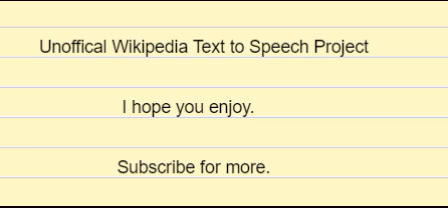 Unoffical Wikipedia Text to Speech Project
I hope you enjoy.
Subscribe for more.